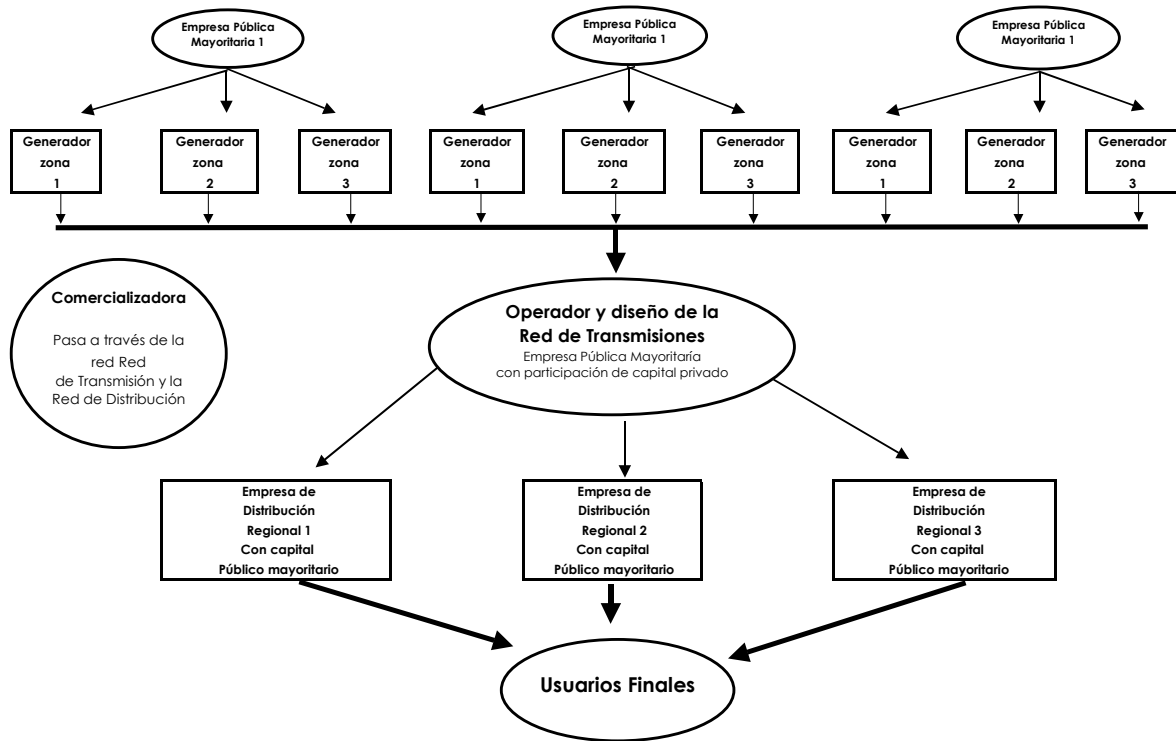 Empresa Pública
Mayoritaria 1
Empresa Pública
Mayoritaria 1
Empresa Pública
Mayoritaria 1
Generador
zona
1
Generador
zona
2
Generador
zona
3
Generador
zona
1
Generador
zona
2
Generador
zona
3
Generador
zona
1
Generador
zona
2
Generador
zona
3
Comercializadora
Pasa a través de la
red Red
de Transmisión y la
Red de Distribución
Operador y diseño de la
Red de Transmisiones
Empresa Pública Mayoritaría
con participación de capital privado
Empresa de
Distribución
Regional 1
Con capital
Público mayoritario
Empresa de
Distribución
Regional 2
Con capital
Público mayoritario
Empresa de
Distribución
Regional 3
Con capital
Público mayoritario
Usuarios Finales